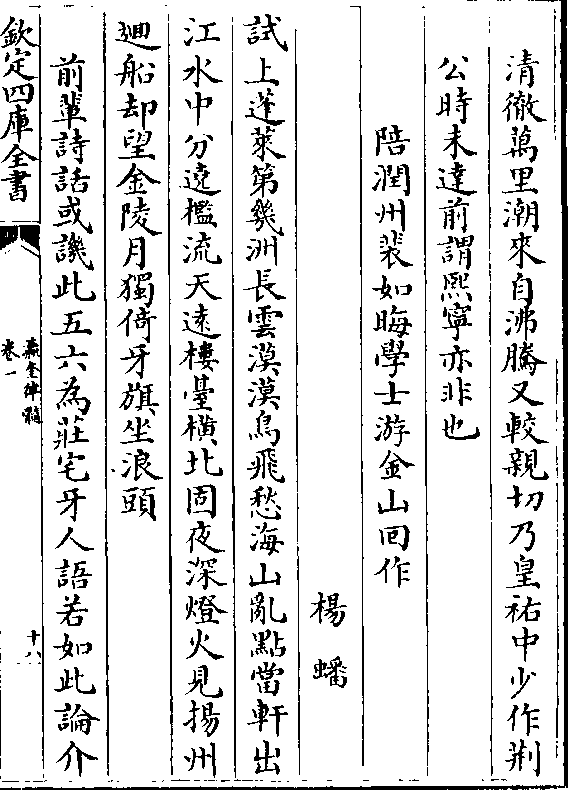 清徹萬里潮來自沸騰又較親切乃皇祐中少作荆
公時未達前謂熙寧亦非也
陪潤州裴如晦學士游金山囘作
楊蟠
試上蓬萊第幾洲長雲漠漠鳥飛愁海山亂點當軒出
江水中分遶檻流天遠樓臺橫北固夜深燈火見揚州
廻船却望金陵月獨倚牙旗坐浪頭
前輩詩話或譏此五六為莊宅牙人語若如此論介
欽定四庫全書
瀛奎律髓
卷一
十八